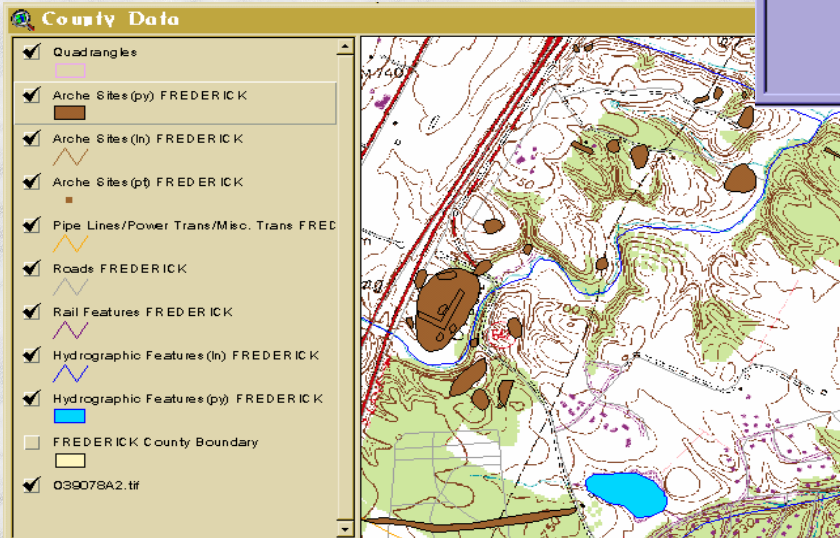 County Data
Quadrangles
Arche Sites(py) FREDERICK
Arche Sites(ln) FREDERICK
Arche Sites(pt) FREDERICK
Pipe Lines/Power Trans/Misc. Trans FRED
Roads FREDERICK
Rail Features FREDERICK
Hydrographic Features(ln) FREDERICK
Hydrographic Features(py) FREDERICK
FREDERICK County Boundary
O39078A2.tif